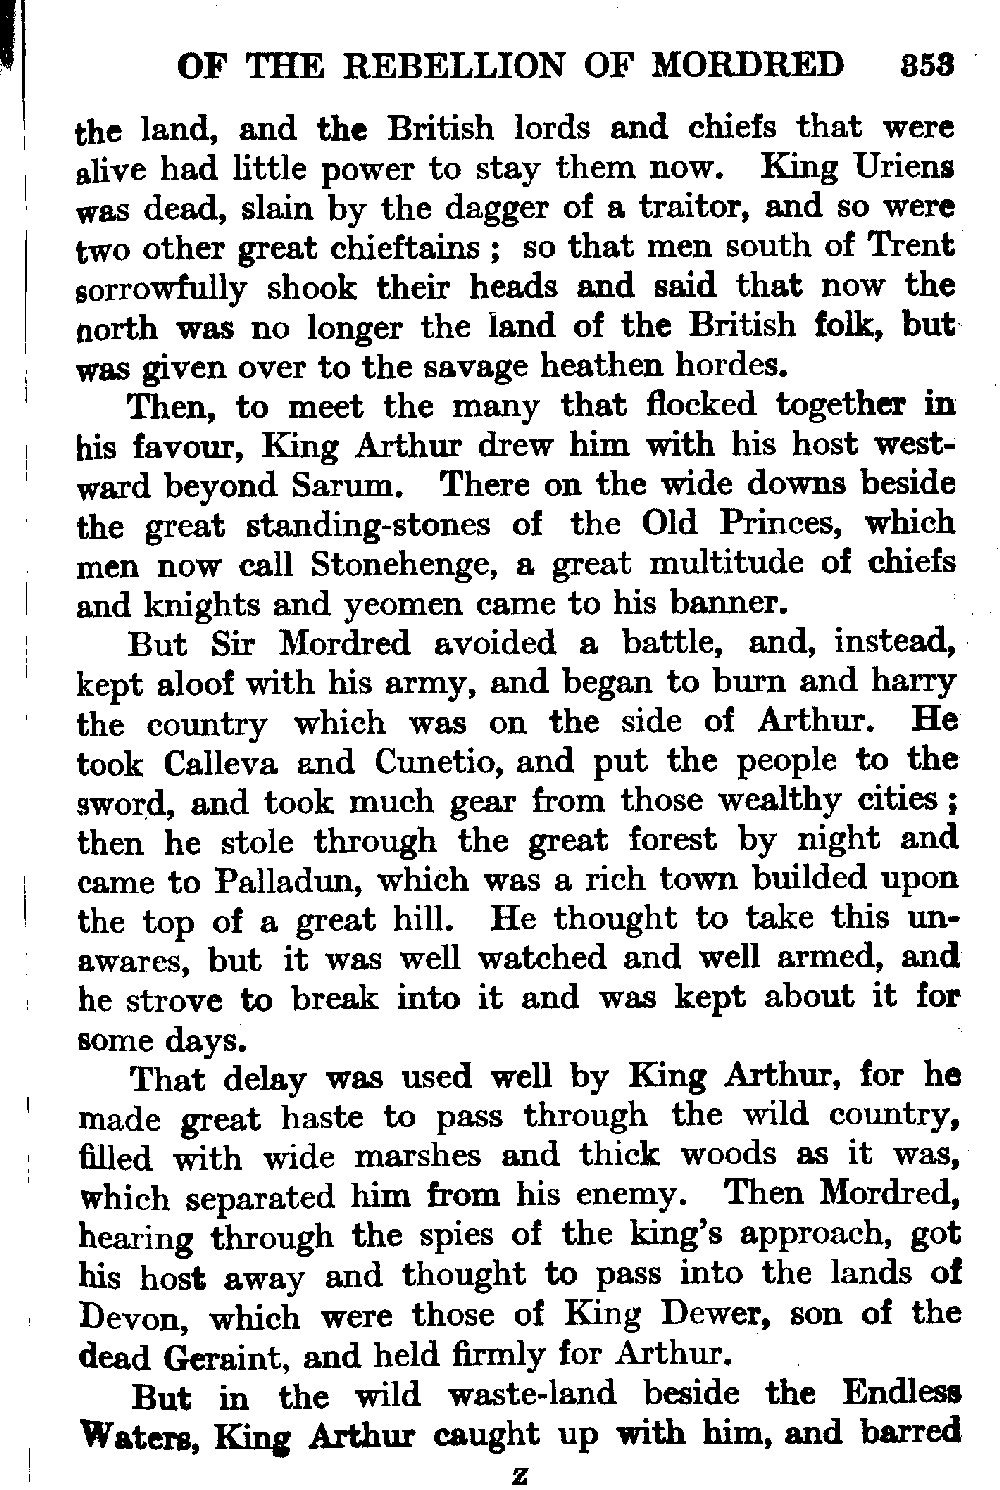 OF THE REBELLION OF MORDRED 353
the land, and the British lords and chiefs that were
alive had little power to stay them now. King Uriens
was dead, slain by the dagger of a traitor, and so were
two other great chieftains ; so that men south of Trent
sorrowfully shook their heads and said that now the
north was no longer the land of the British folk, but
was given over to the savage heathen hordes.
Then, to meet the many that flocked together in
his favour, King Arthur drew him with his host west-
ward beyond Sarum. There on the wide downs beside
the great standing-stones of the Old Princes, which
men now call Stonehenge, a great multitude of chiefs
and knights and yeomen came to his banner.
But Sir Mordred avoided a battle, and, instead,
kept aloof with his army, and began to burn and harry
the country which was on the side of Arthur. He
took Calleva and Cunetio, and put the people to the
sword, and took much gear from those wealthy cities ;
then he stole through the great forest by night and
came to Palladun, which was a rich town builded upon
the top of a great hill. He thought to take this un-
awares, but it was well watched and well armed, and
he strove to break into it and was kept about it for
some days.
That delay was used well by King Arthur, for he
made great haste to pass through the wild country,
filled with wide marshes and thick woods as it was,
which separated him from his enemy. Then Mordred,
hearing through the spies of the king's approach, got
his host away and thought to pass into the lands of
Devon, which were those of King Dewer, son of the
dead Geraint, and held firmly for Arthur.
But in the wild waste-land beside the Endless
Waters, King Arthur caught up with him, and barred
Z